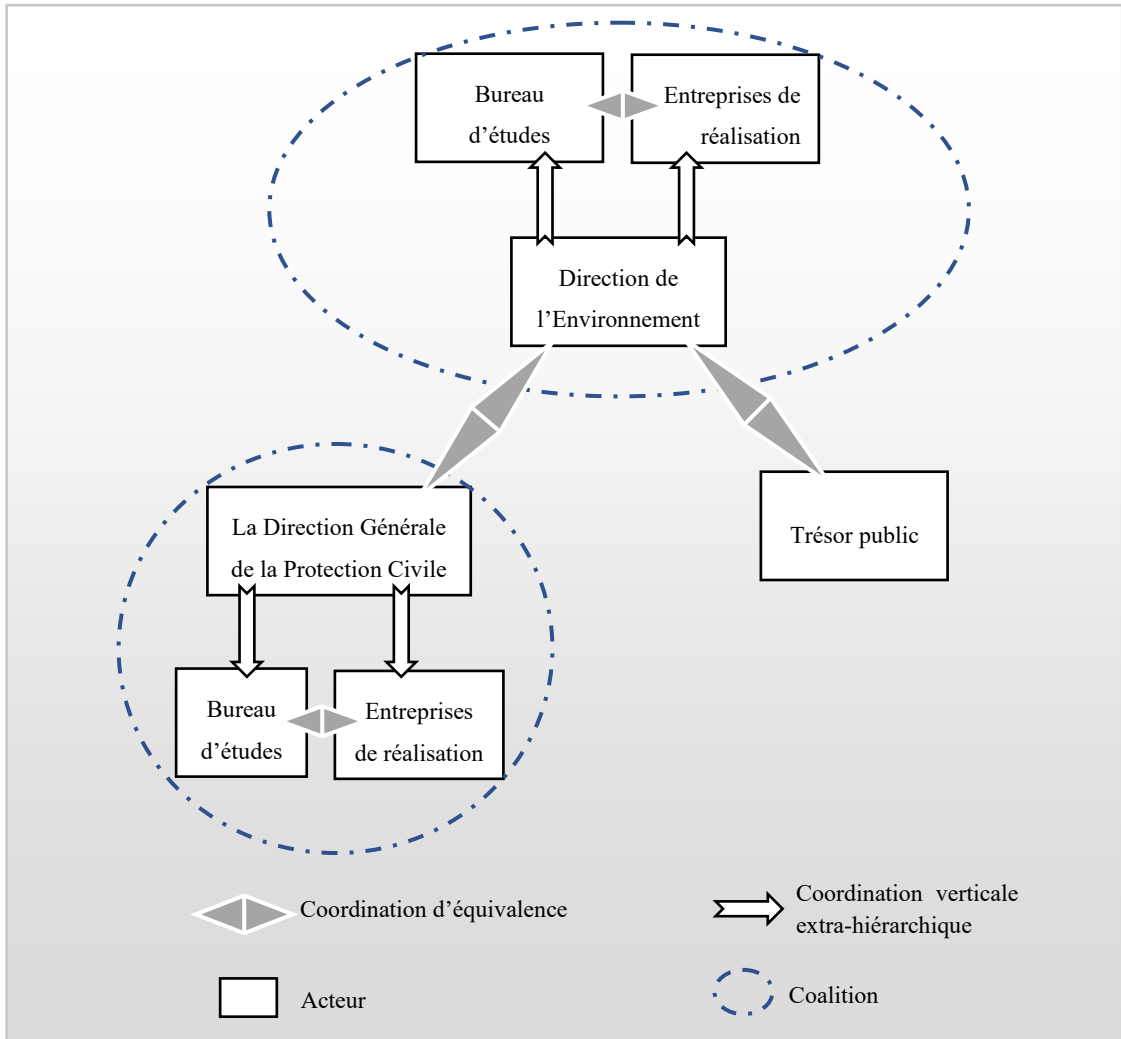 Bureau
d’études
Entreprises de
réalisation
Direction de
l’Environnement
La Direction Générale
de la Protection Civile
Trésor public
Bureau
d’études
Entreprises
de réalisation
Coordination d’équivalence
Coordination verticale
extra-hiérarchique
Acteur
Coalition